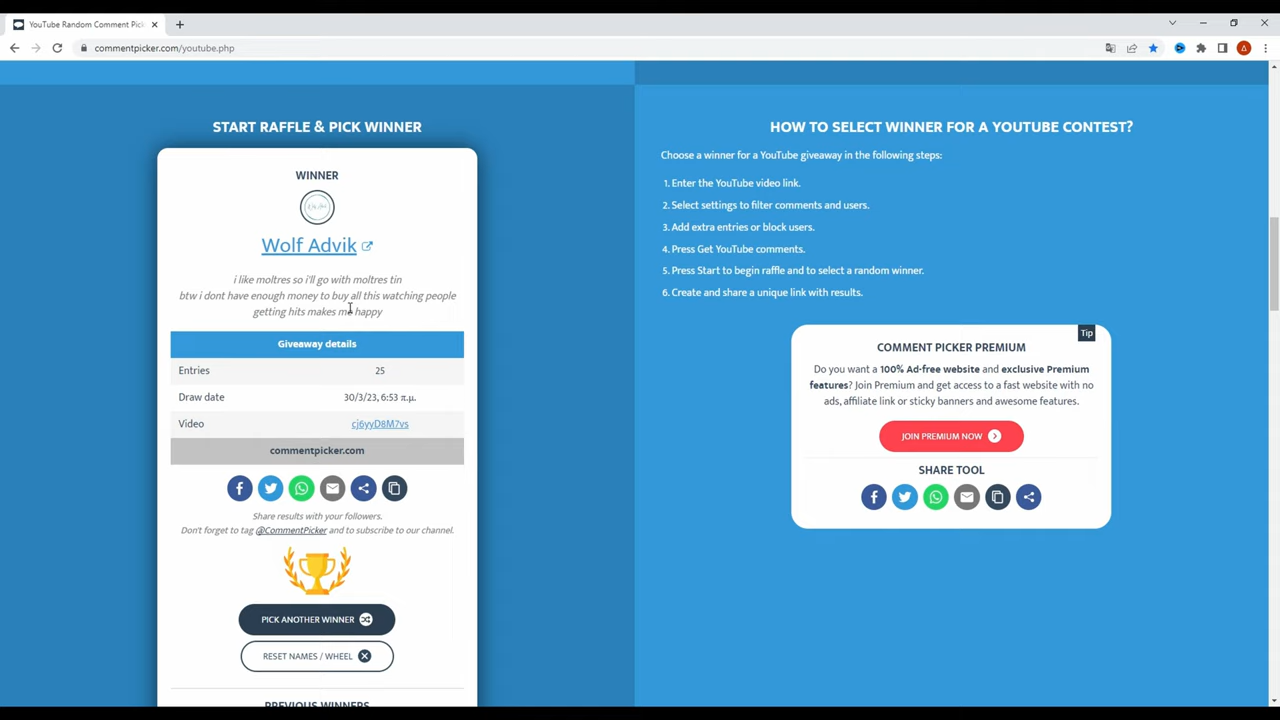 YouTube Random Comment Pick
commentpicker.com/youtube.php
Δ
START RAFFLE & PICK WINNER
WINNER
Wolf Advik
i like moltres so i'll go with moltres tin
btw i dont have enough money to buy all this watching people
getting hits makes me happy
Giveaway details
Entries 25
Draw date 30/3/23, 6:53 π.μ.
Video cj6yyD8M7vs
commentpicker.com
Share results with your followers.
Don't forget to tag @CommentPicker and to subscribe to our channel.
PICK ANOTHER WINNER
RESET NAMES / WHEEL
PREVIOUS WINNERS
HOW TO SELECT WINNER FOR A YOUTUBE CONTEST?
Choose a winner for a YouTube giveaway in the following steps:
1. Enter the YouTube video link.
2. Select settings to filter comments and users.
3. Add extra entries or block users.
4. Press Get YouTube comments.
5. Press Start to begin raffle and to select a random winner.
6. Create and share a unique link with results.
Tip
COMMENT PICKER PREMIUM
Do you want a 100% Ad-free website and exclusive Premium
features? Join Premium and get access to a fast website with no
ads, affiliate link or sticky banners and awesome features.
JOIN PREMIUM NOW
SHARE TOOL